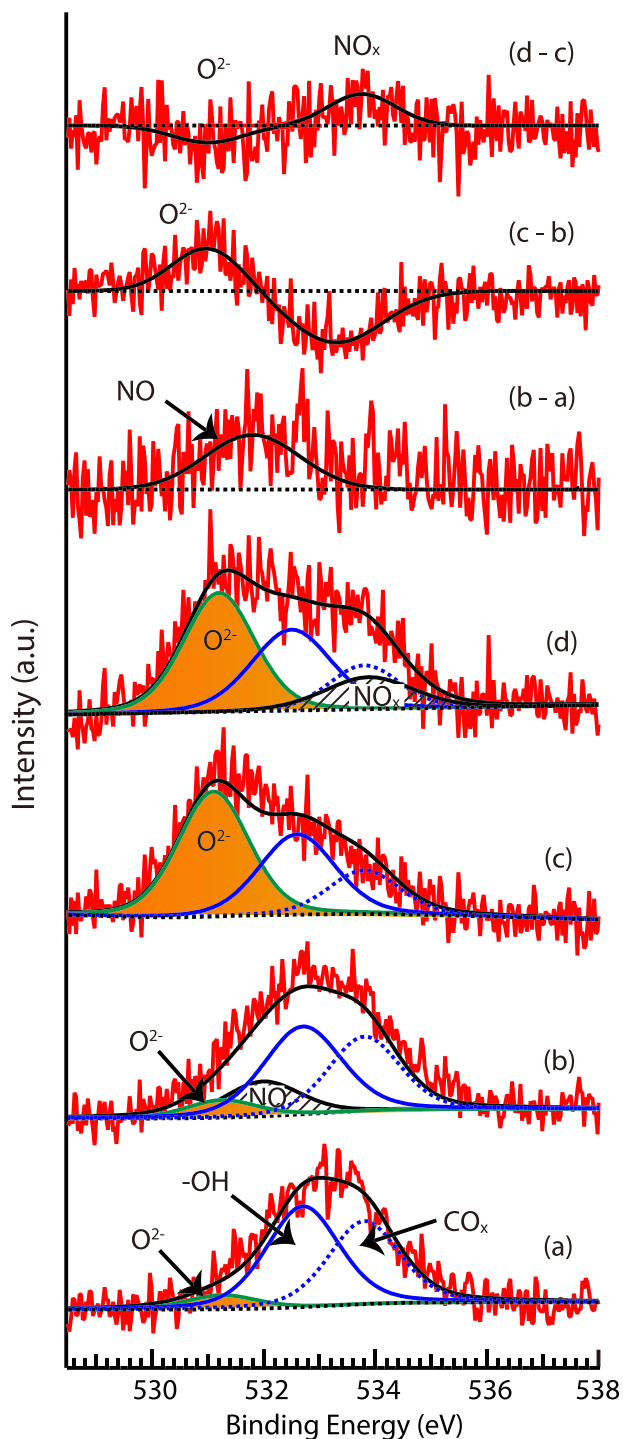 O²⁻
NOₓ
(d - c)
O²⁻
(c - b)
NO
(b - a)
O²⁻
NOₓ
(d)
O²⁻
(c)
O²⁻
NO
(b)
-OH
O²⁻
COₓ
(a)
Intensity (a.u.)
530 532 534 536 538
Binding Energy (eV)